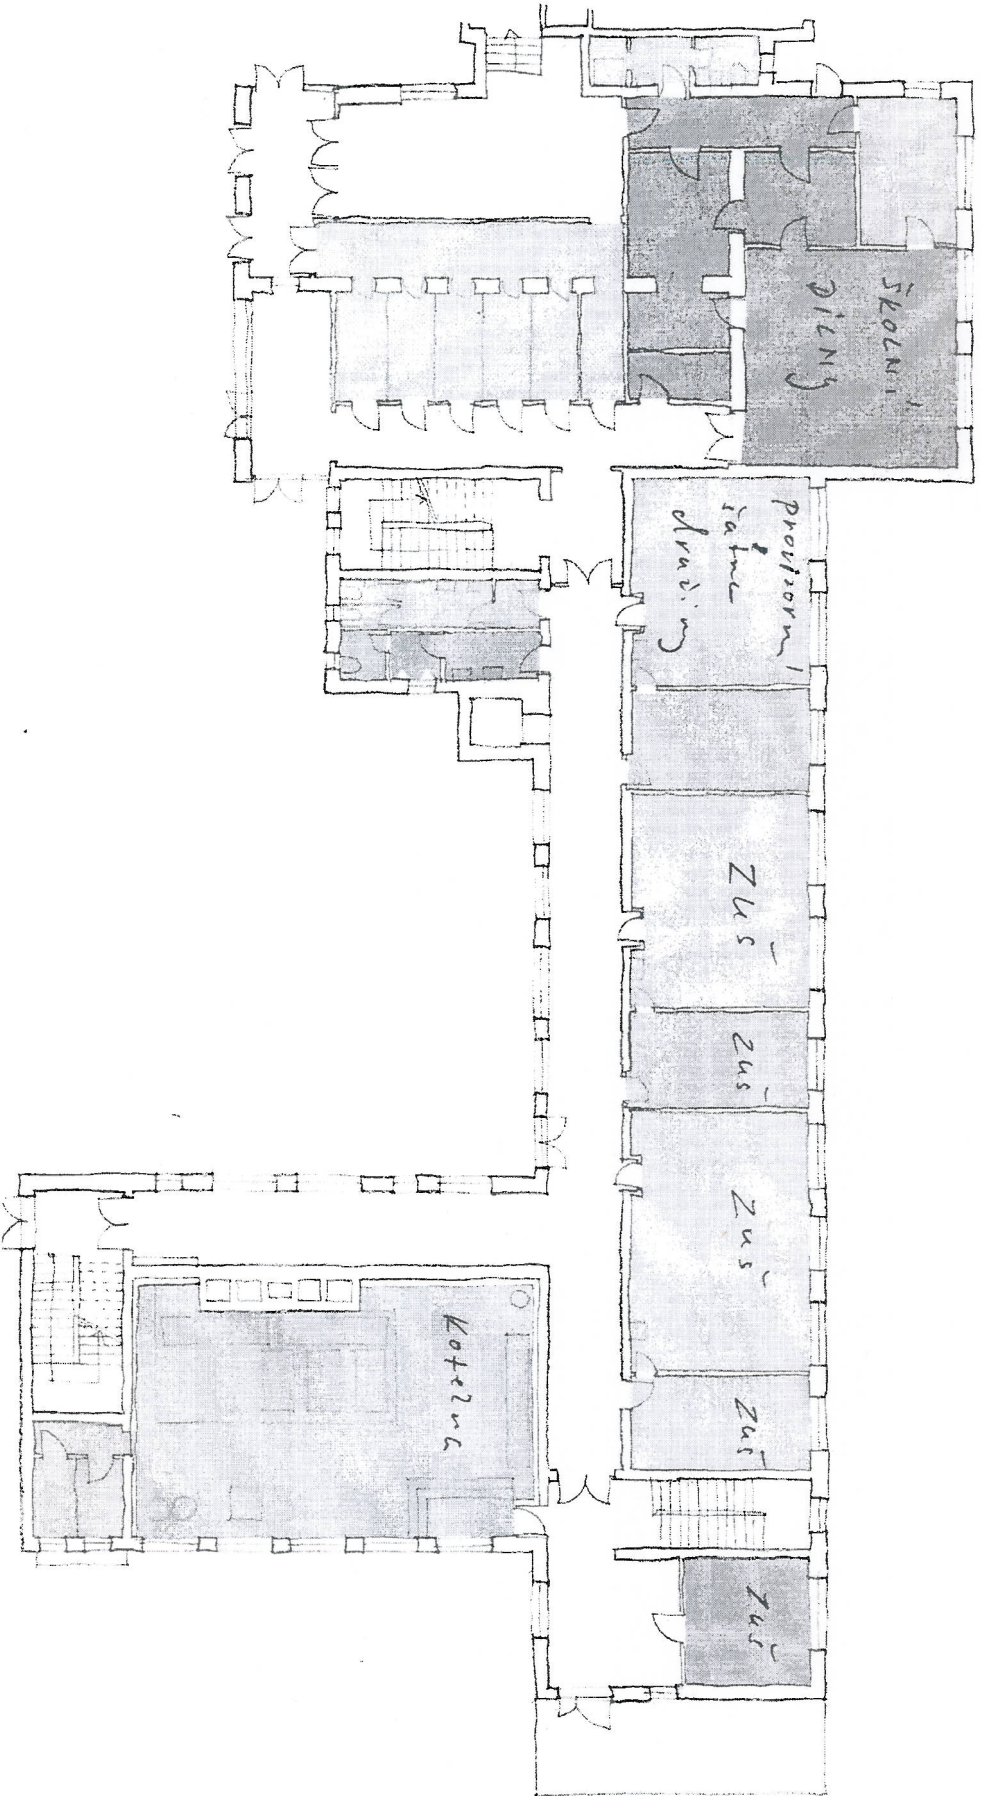 ŠKOLNÍ
DÍLNY
provizorní
šatna
družiny
ZUŠ
ZUŠ
ZUŠ
ZUŠ
Kotelna
ZUŠ